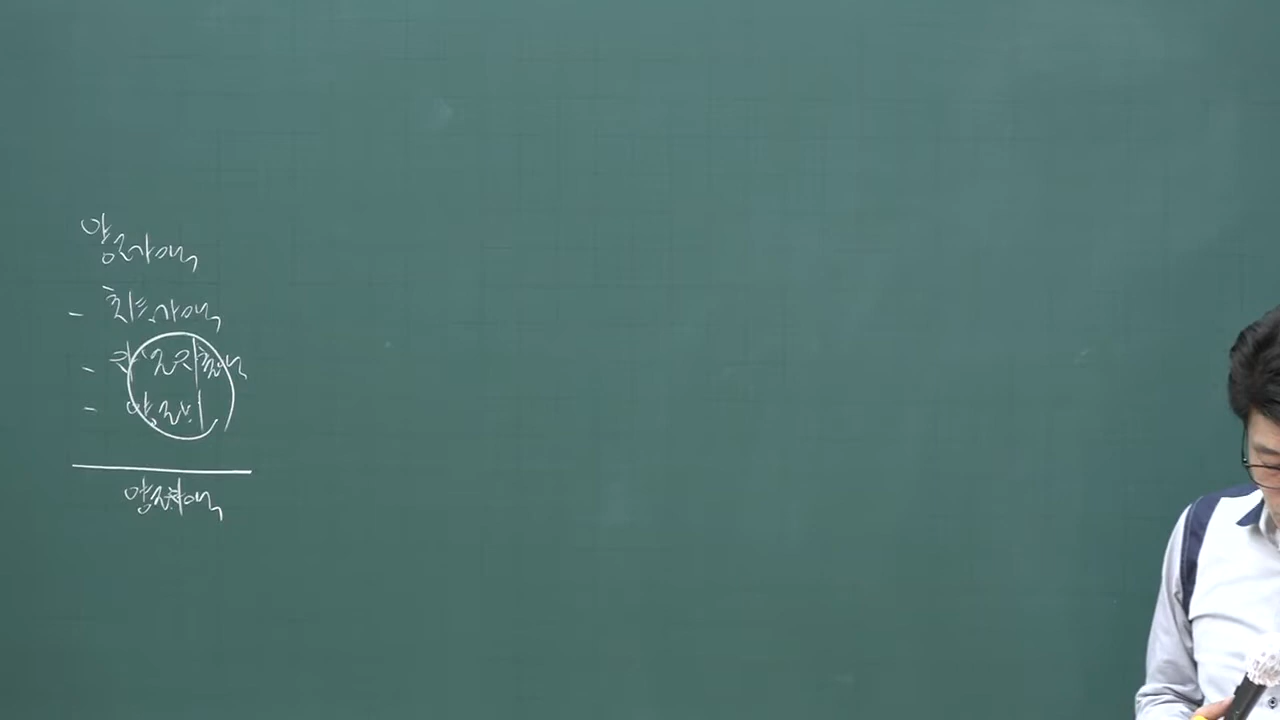 양도가액
- 취득가액
- 자본적지출액
- 양도비
양도차익